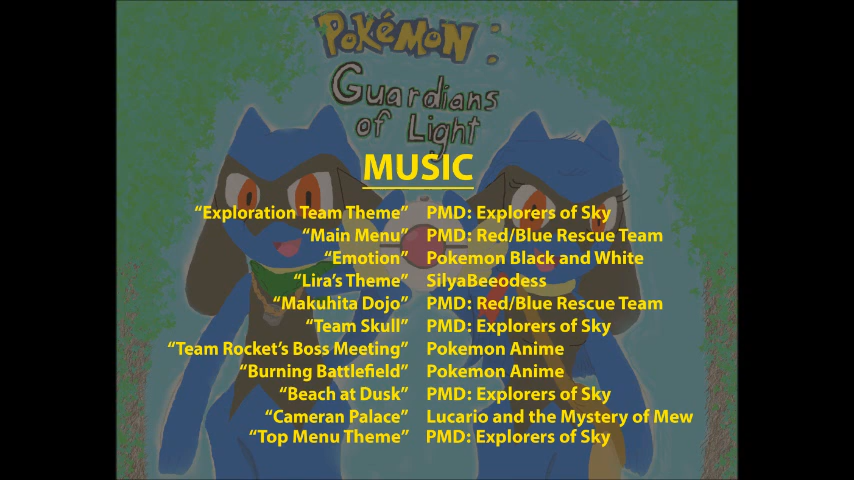 POKéMON:
Guardians
of Light
MUSIC
“Exploration Team Theme” PMD: Explorers of Sky
“Main Menu” PMD: Red/Blue Rescue Team
“Emotion” Pokemon Black and White
“Lira’s Theme” SilyaBeeodess
“Makuhita Dojo” PMD: Red/Blue Rescue Team
“Team Skull” PMD: Explorers of Sky
“Team Rocket’s Boss Meeting” Pokemon Anime
“Burning Battlefield” Pokemon Anime
“Beach at Dusk” PMD: Explorers of Sky
“Cameran Palace” Lucario and the Mystery of Mew
“Top Menu Theme” PMD: Explorers of Sky